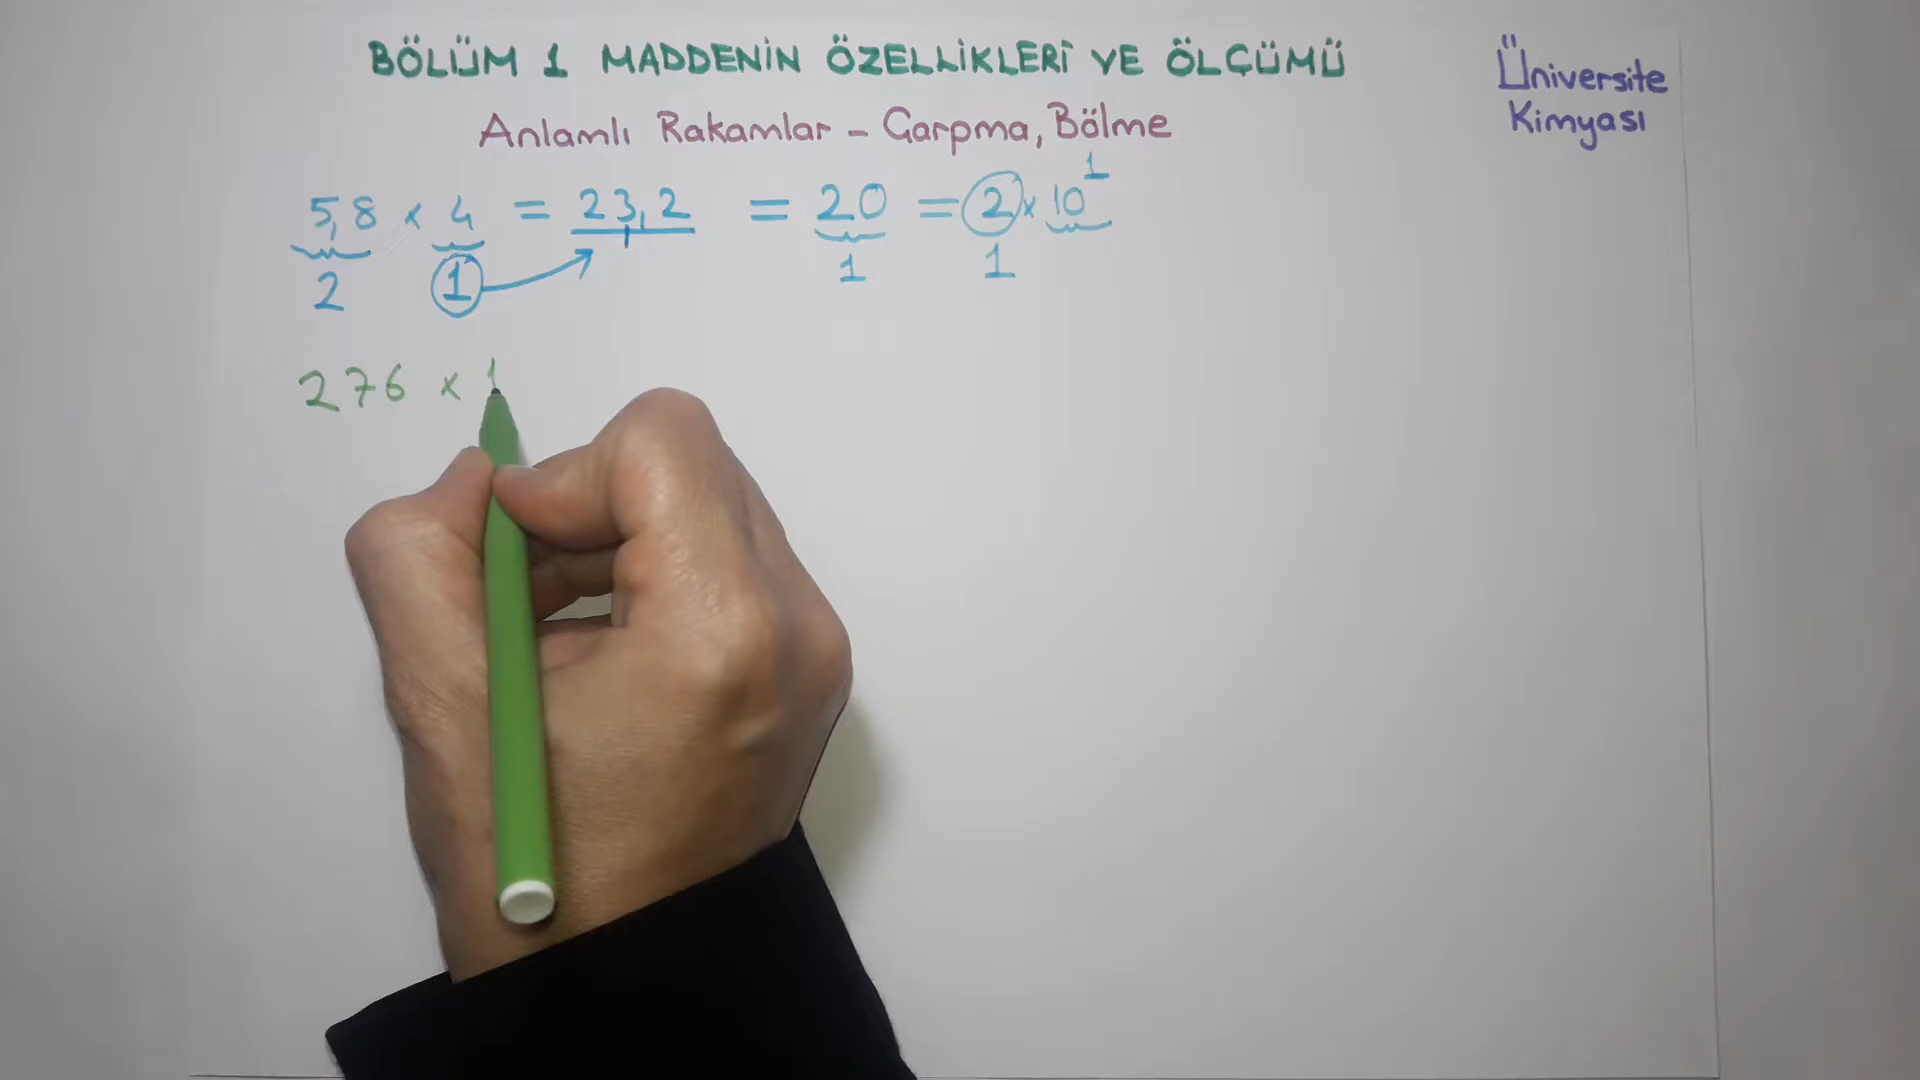 BÖLÜM 1 MADDENİN ÖZELLİKLERİ VE ÖLÇÜMÜ
Üniversite
Kimyası
Anlamlı Rakamlar - Çarpma, Bölme
5,8 x 4 = 23,2 = 20 = 2 x 10¹
2 1 1 1
276 x 1